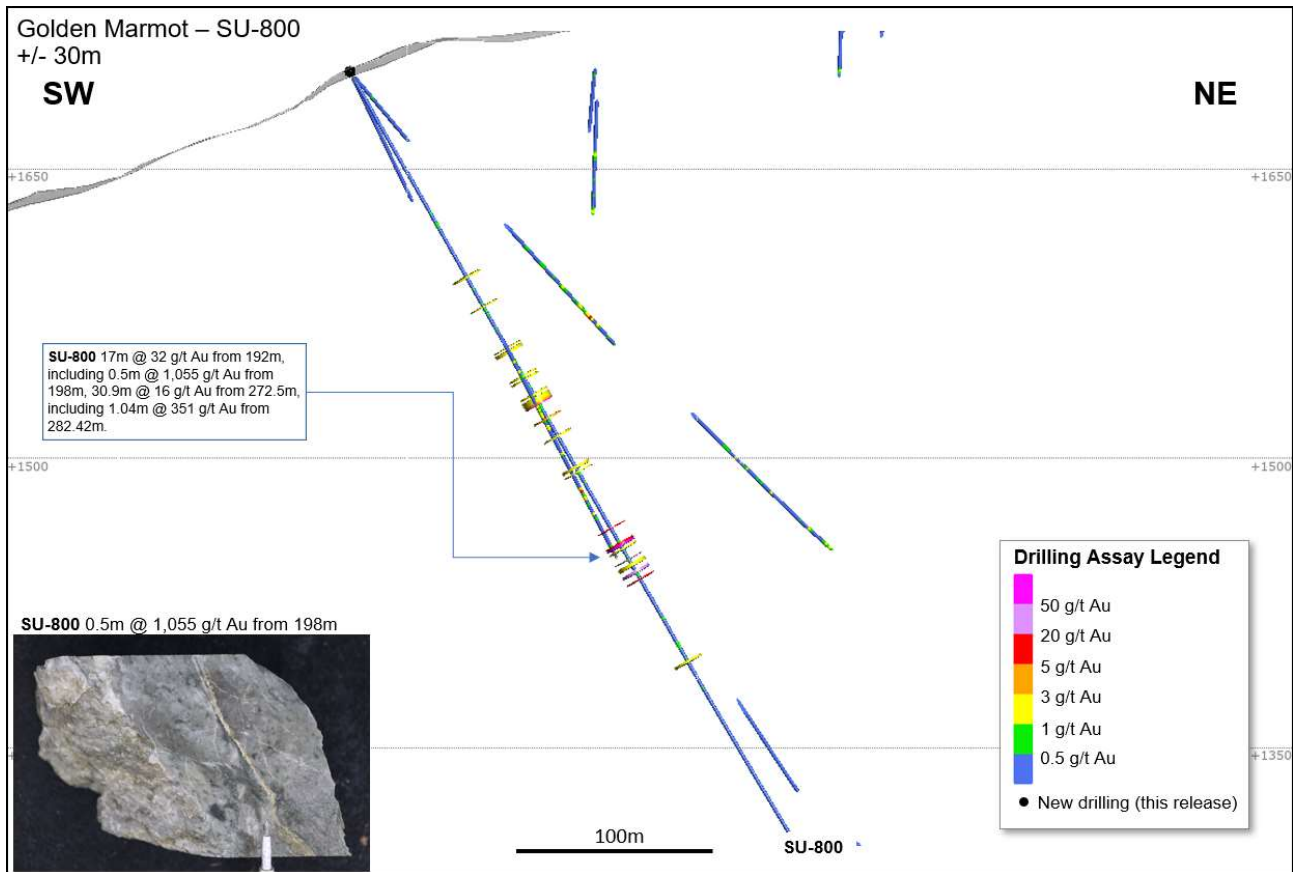 Golden Marmot – SU-800
+/- 30m
SW
NE
+1650
+1650
SU-800 17m @ 32 g/t Au from 192m,
including 0.5m @ 1,055 g/t Au from
198m, 30.9m @ 16 g/t Au from 272.5m,
including 1.04m @ 351 g/t Au from
282.42m.
+1500
+1500
Drilling Assay Legend
50 g/t Au
20 g/t Au
5 g/t Au
3 g/t Au
1 g/t Au
0.5 g/t Au
New drilling (this release)
SU-800 0.5m @ 1,055 g/t Au from 198m
+1350
100m
SU-800